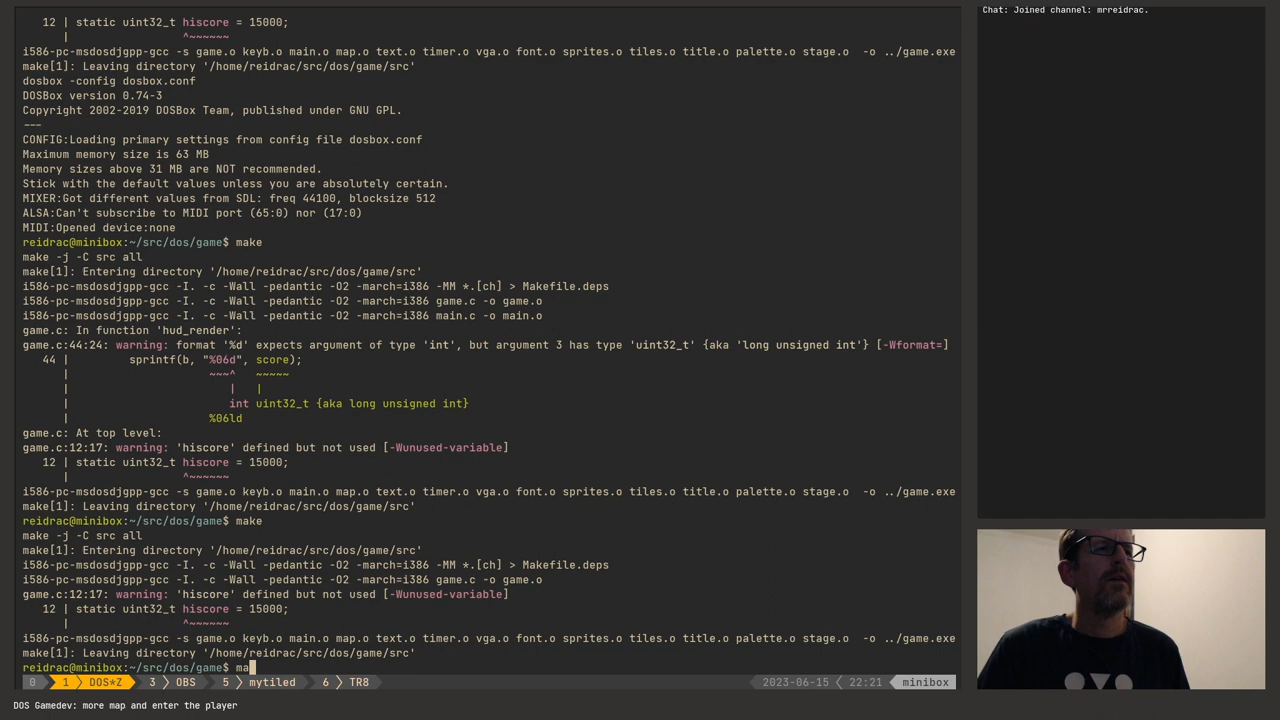 12 | static uint32_t hiscore = 15000;
| ^~~~~~~
i586-pc-msdosdjgpp-gcc -s game.o keyb.o main.o map.o text.o timer.o vga.o font.o sprites.o tiles.o title.o palette.o stage.o -o ../game.exe
make[1]: Leaving directory '/home/reidrac/src/dos/game/src'
dosbox -config dosbox.conf
DOSBox version 0.74-3
Copyright 2002-2019 DOSBox Team, published under GNU GPL.
---
CONFIG:Loading primary settings from config file dosbox.conf
Maximum memory size is 63 MB
Memory sizes above 31 MB are NOT recommended.
Stick with the default values unless you are absolutely certain.
MIXER:Got different values from SDL: freq 44100, blocksize 512
ALSA:Can't subscribe to MIDI port (65:0) nor (17:0)
MIDI:Opened device:none
reidrac@minibox:~/src/dos/game$ make
make -j -C src all
make[1]: Entering directory '/home/reidrac/src/dos/game/src'
i586-pc-msdosdjgpp-gcc -I. -c -Wall -pedantic -O2 -march=i386 -MM *.[ch] > Makefile.deps
i586-pc-msdosdjgpp-gcc -I. -c -Wall -pedantic -O2 -march=i386 game.c -o game.o
i586-pc-msdosdjgpp-gcc -I. -c -Wall -pedantic -O2 -march=i386 main.c -o main.o
game.c: In function 'hud_render':
game.c:44:24: warning: format '%d' expects argument of type 'int', but argument 3 has type 'uint32_t' {aka 'long unsigned int'} [-Wformat=]
44 | sprintf(b, "%06d", score);
| ~~~^ ~~~~~
| | |
| int uint32_t {aka long unsigned int}
| %06ld
game.c: At top level:
game.c:12:17: warning: 'hiscore' defined but not used [-Wunused-variable]
12 | static uint32_t hiscore = 15000;
| ^~~~~~~
i586-pc-msdosdjgpp-gcc -s game.o keyb.o main.o map.o text.o timer.o vga.o font.o sprites.o tiles.o title.o palette.o stage.o -o ../game.exe
make[1]: Leaving directory '/home/reidrac/src/dos/game/src'
reidrac@minibox:~/src/dos/game$ make
make -j -C src all
make[1]: Entering directory '/home/reidrac/src/dos/game/src'
i586-pc-msdosdjgpp-gcc -I. -c -Wall -pedantic -O2 -march=i386 -MM *.[ch] > Makefile.deps
i586-pc-msdosdjgpp-gcc -I. -c -Wall -pedantic -O2 -march=i386 game.c -o game.o
game.c:12:17: warning: 'hiscore' defined but not used [-Wunused-variable]
12 | static uint32_t hiscore = 15000;
| ^~~~~~~
i586-pc-msdosdjgpp-gcc -s game.o keyb.o main.o map.o text.o timer.o vga.o font.o sprites.o tiles.o title.o palette.o stage.o -o ../game.exe
make[1]: Leaving directory '/home/reidrac/src/dos/game/src'
reidrac@minibox:~/src/dos/game$ ma
0 1 DOS*Z 3 OBS 5 mytiled 6 TR8 2023-06-15 22:21 minibox
DOS Gamedev: more map and enter the player
Chat: Joined channel: mrreidrac.